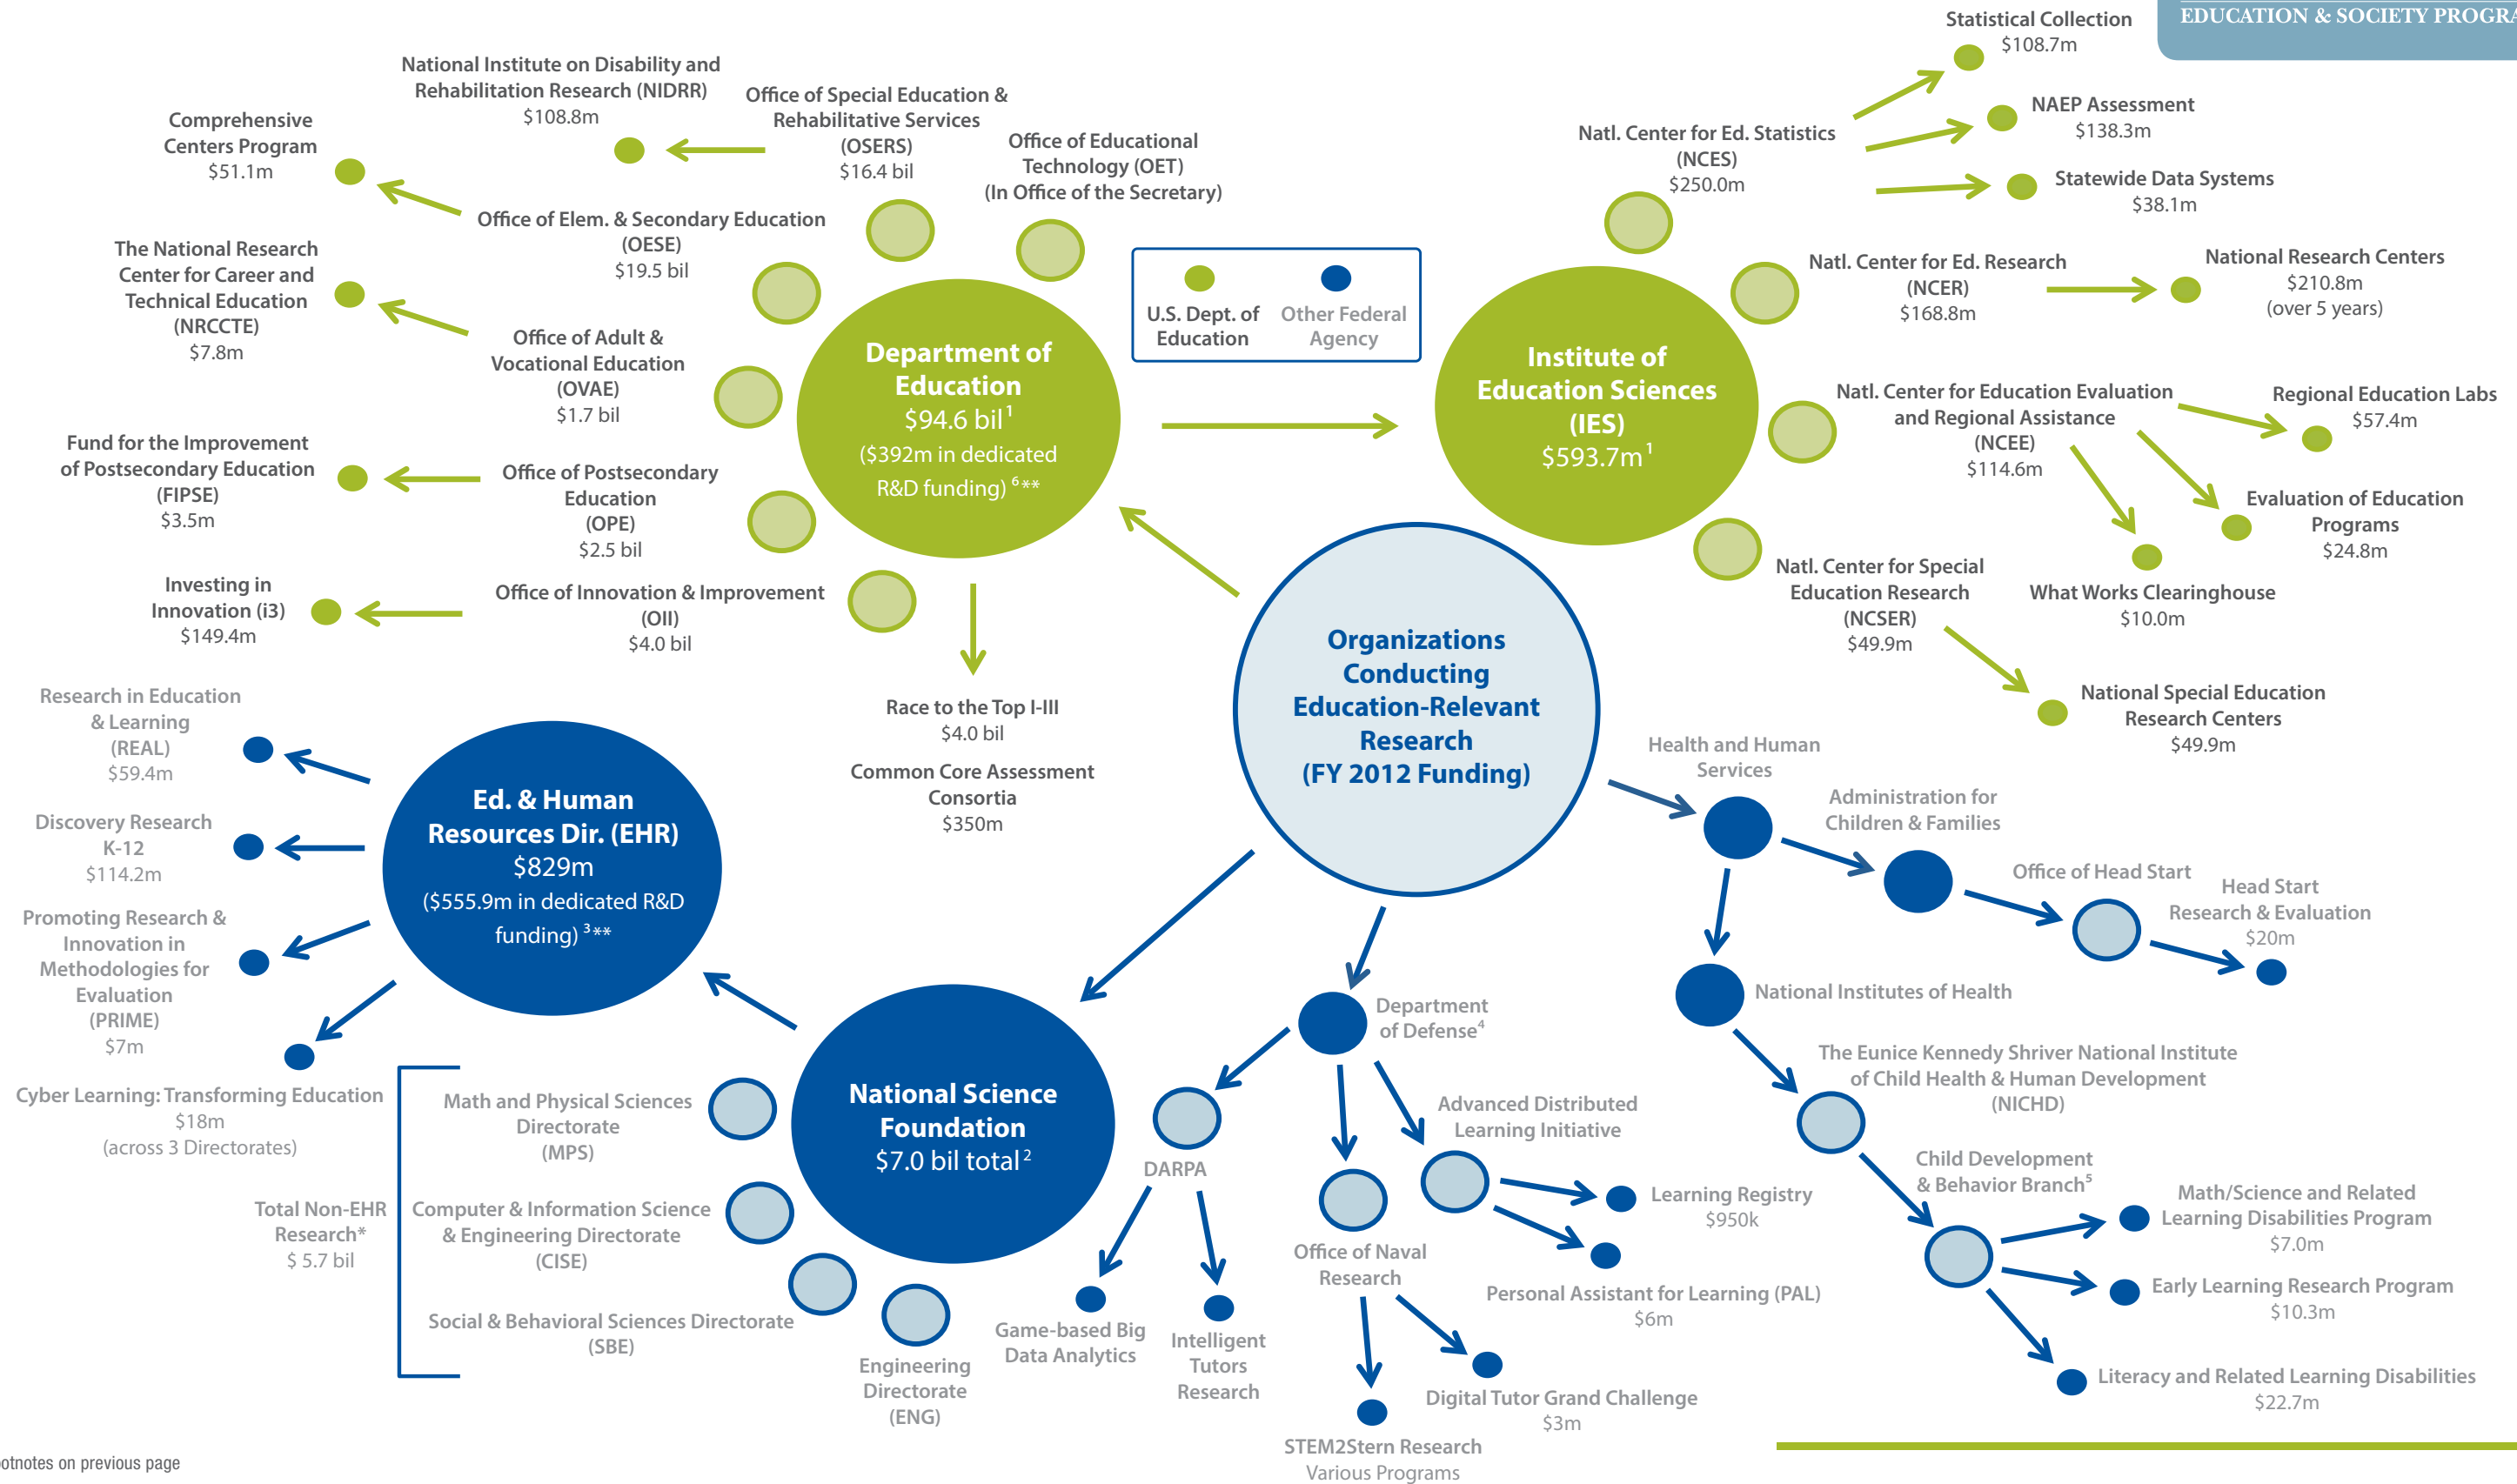 EDUCATION & SOCIETY
Statistical Collection
$108.7m
NAEP Assessment
$138.3m
Statewide Data Systems
$38.1m
Natl. Center for Ed. Statistics
(NCES)
$250.0m
National Institute on Disability and
Rehabilitation Research (NIDRR)
$108.8m
Office of Special Education &
Rehabilitative Services
(OSERS)
$16.4 bil
Office of Educational
Technology (OET)
(In Office of the Secretary)
Comprehensive
Centers Program
$51.1m
Office of Elem. & Secondary Education
(OESE)
$19.5 bil
The National Research
Center for Career and
Technical Education
(NRCCTE)
$7.8m
Office of Adult &
Vocational Education
(OVAE)
$1.7 bil
Fund for the Improvement
of Postsecondary Education
(FIPSE)
$3.5m
Office of Postsecondary
Education
(OPE)
$2.5 bil
Investing in
Innovation (i3)
$149.4m
Office of Innovation & Improvement
(OII)
$4.0 bil
Department of
Education
$94.6 bil¹
($392m in dedicated
R&D funding) ⁶**
U.S. Dept. of
Education
Other Federal
Agency
Institute of
Education Sciences
(IES)
$593.7m¹
Natl. Center for Ed. Research
(NCER)
$168.8m
National Research Centers
$210.8m
(over 5 years)
Natl. Center for Education Evaluation
and Regional Assistance
(NCEE)
$114.6m
Regional Education Labs
$57.4m
Evaluation of Education
Programs
$24.8m
What Works Clearinghouse
$10.0m
Natl. Center for Special
Education Research
(NCSER)
$49.9m
National Special Education
Research Centers
$49.9m
Race to the Top I-III
$4.0 bil
Common Core Assessment
Consortia
$350m
Organizations
Conducting
Education-Relevant
Research
(FY 2012 Funding)
Research in Education
& Learning
(REAL)
$59.4m
Discovery Research
K-12
$114.2m
Promoting Research &
Innovation in
Methodologies for
Evaluation
(PRIME)
$7m
Cyber Learning: Transforming Education
$18m
(across 3 Directorates)
Ed. & Human
Resources Dir. (EHR)
$829m
($555.9m in dedicated R&D
funding) ³**
National Science
Foundation
$7.0 bil total²
Total Non-EHR
Research*
$ 5.7 bil
Math and Physical Sciences
Directorate
(MPS)
Computer & Information Science
& Engineering Directorate
(CISE)
Social & Behavioral Sciences Directorate
(SBE)
Engineering
Directorate
(ENG)
Department
of Defense⁴
DARPA
Game-based Big
Data Analytics
Intelligent
Tutors
Research
Office of Naval
Research
STEM2Stern Research
Various Programs
Digital Tutor Grand Challenge
$3m
Advanced Distributed
Learning Initiative
Learning Registry
$950k
Personal Assistant for Learning (PAL)
$6m
Health and Human
Services
Administration for
Children & Families
Office of Head Start
Head Start
Research & Evaluation
$20m
National Institutes of Health
The Eunice Kennedy Shriver National Institute
of Child Health & Human Development
(NICHD)
Child Development
& Behavior Branch⁵
Math/Science and Related
Learning Disabilities Program
$7.0m
Early Learning Research Program
$10.3m
Literacy and Related Learning Disabilities
$22.7m
on previous page